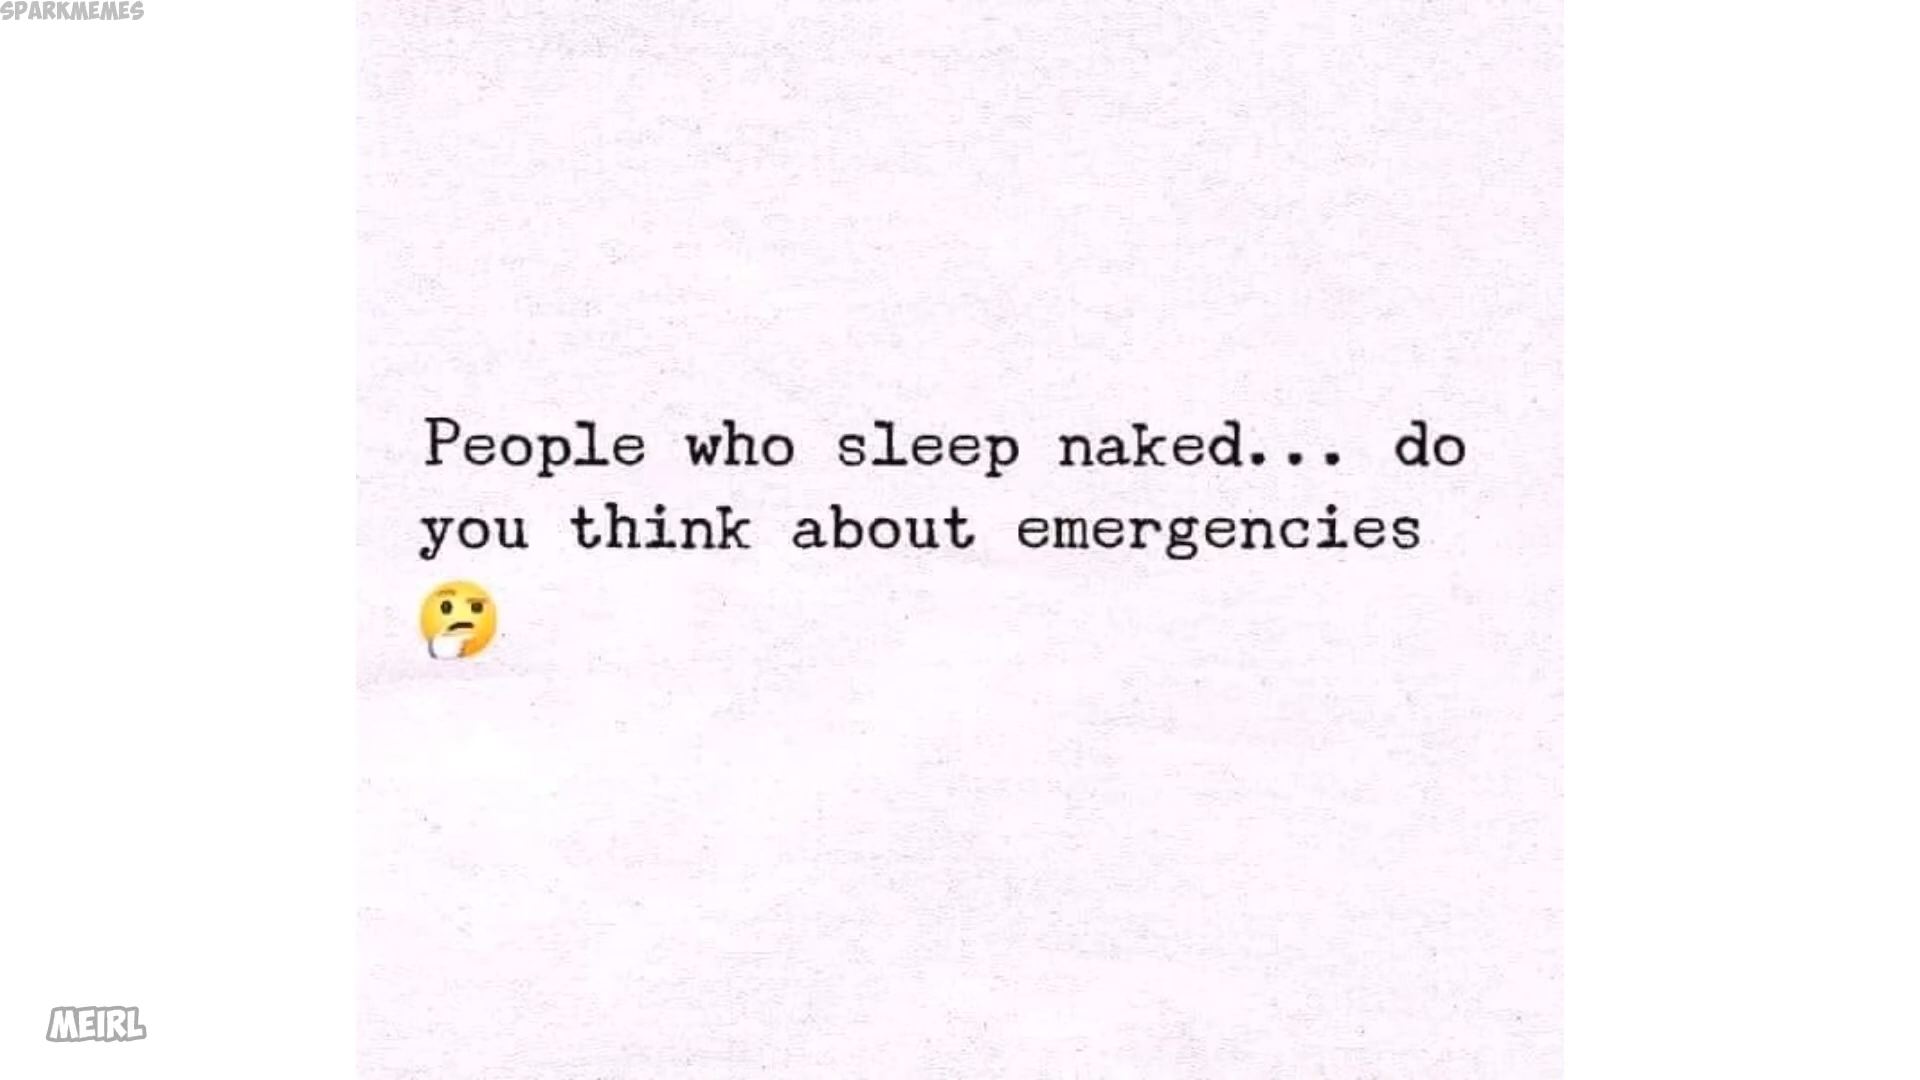 SPARKMEMES
People who sleep naked... do
you think about emergencies
🤔
MEIRL